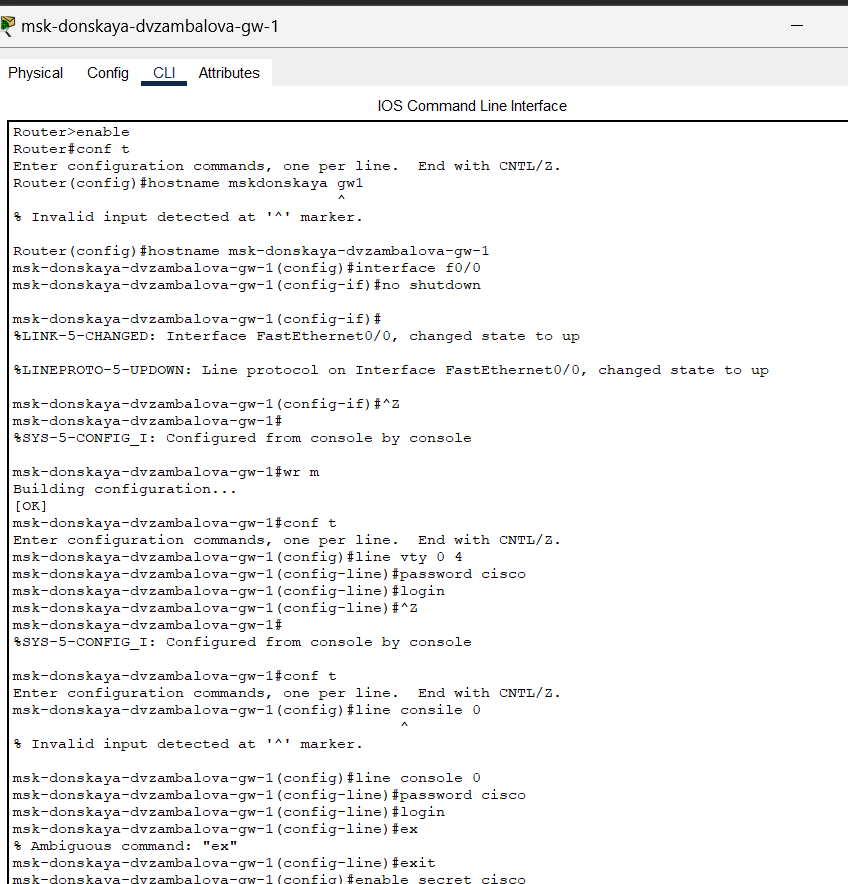 msk-donskaya-dvzambalova-gw-1
Physical Config CLI Attributes
IOS Command Line Interface
Router>enable
Router#conf t
Enter configuration commands, one per line.  End with CNTL/Z.
Router(config)#hostname mskdonskaya gw1
^
% Invalid input detected at '^' marker.
Router(config)#hostname msk-donskaya-dvzambalova-gw-1
msk-donskaya-dvzambalova-gw-1(config)#interface f0/0
msk-donskaya-dvzambalova-gw-1(config-if)#no shutdown
msk-donskaya-dvzambalova-gw-1(config-if)#
%LINK-5-CHANGED: Interface FastEthernet0/0, changed state to up
%LINEPROTO-5-UPDOWN: Line protocol on Interface FastEthernet0/0, changed state to up
msk-donskaya-dvzambalova-gw-1(config-if)#^Z
msk-donskaya-dvzambalova-gw-1#
%SYS-5-CONFIG_I: Configured from console by console
msk-donskaya-dvzambalova-gw-1#wr m
Building configuration...
[OK]
msk-donskaya-dvzambalova-gw-1#conf t
Enter configuration commands, one per line.  End with CNTL/Z.
msk-donskaya-dvzambalova-gw-1(config)#line vty 0 4
msk-donskaya-dvzambalova-gw-1(config-line)#password cisco
msk-donskaya-dvzambalova-gw-1(config-line)#login
msk-donskaya-dvzambalova-gw-1(config-line)#^Z
msk-donskaya-dvzambalova-gw-1#
%SYS-5-CONFIG_I: Configured from console by console
msk-donskaya-dvzambalova-gw-1#conf t
Enter configuration commands, one per line.  End with CNTL/Z.
msk-donskaya-dvzambalova-gw-1(config)#line consile 0
^
% Invalid input detected at '^' marker.
msk-donskaya-dvzambalova-gw-1(config)#line console 0
msk-donskaya-dvzambalova-gw-1(config-line)#password cisco
msk-donskaya-dvzambalova-gw-1(config-line)#login
msk-donskaya-dvzambalova-gw-1(config-line)#ex
% Ambiguous command: "ex"
msk-donskaya-dvzambalova-gw-1(config-line)#exit
msk-donskaya-dvzambalova-gw-1(config)#enable secret cisco